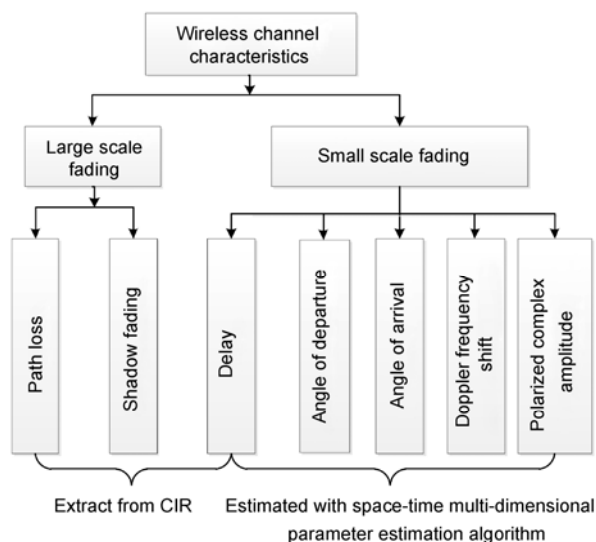 Wireless channel
characteristics
Large scale
fading
Small scale fading
Path loss
Shadow fading
Delay
Angle of departure
Angle of arrival
Doppler frequency
shift
Polarized complex
amplitude
Extract from CIR
Estimated with space-time multi-dimensional
parameter estimation algorithm